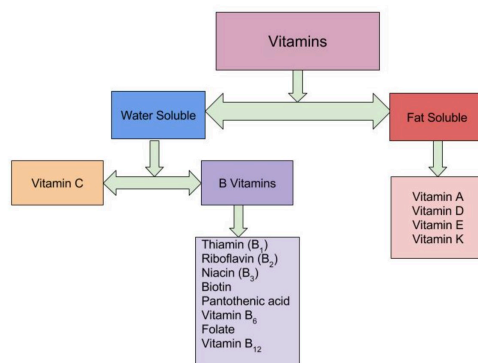 Vitamins
Water Soluble
Fat Soluble
Vitamin C
B Vitamins
Vitamin A
Vitamin D
Vitamin E
Vitamin K
Thiamin (B₁)
Riboflavin (B₂)
Niacin (B₃)
Biotin
Pantothenic acid
Vitamin B₆
Folate
Vitamin B₁₂